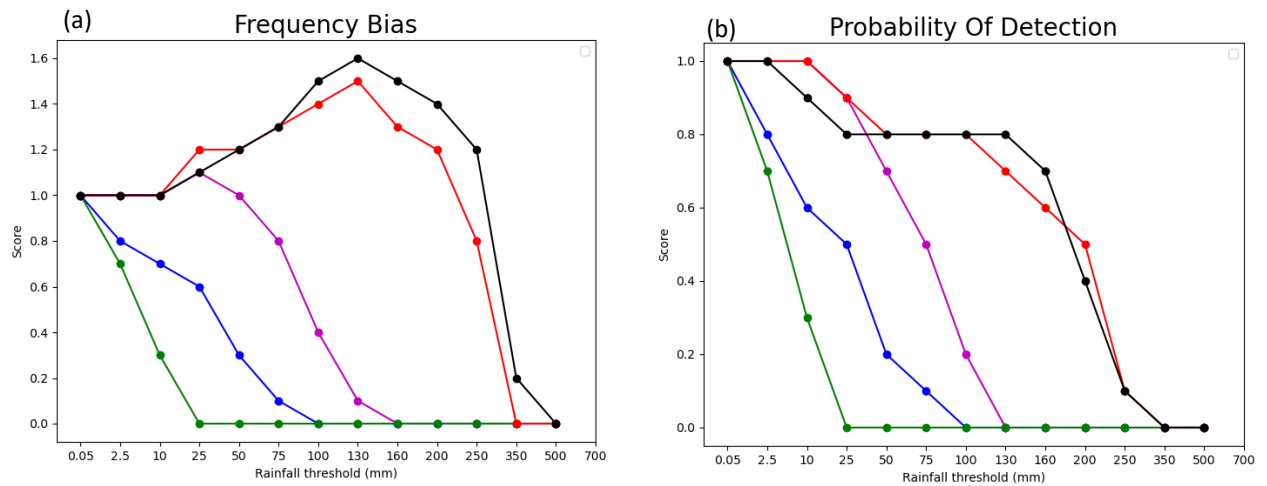 (a)
Frequency Bias
1.6
1.4
1.2
1.0
0.8
0.6
0.4
0.2
0.0
Score
0.05 2.5 10 25 50 75 100 130 160 200 250 350 500 700
Rainfall threshold (mm)
(b)
Probability Of Detection
1.0
0.8
0.6
0.4
0.2
0.0
Score
0.05 2.5 10 25 50 75 100 130 160 200 250 350 500 700
Rainfall threshold (mm)